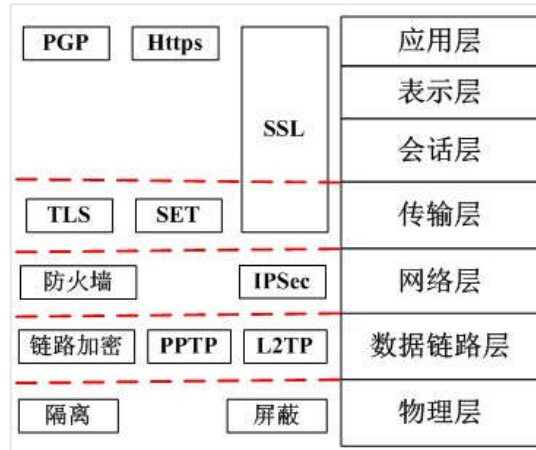 PGP Https 应用层
表示层
SSL
会话层
TLS SET 传输层
防火墙 IPSec 网络层
链路加密 PPTP L2TP 数据链路层
隔离 屏蔽 物理层